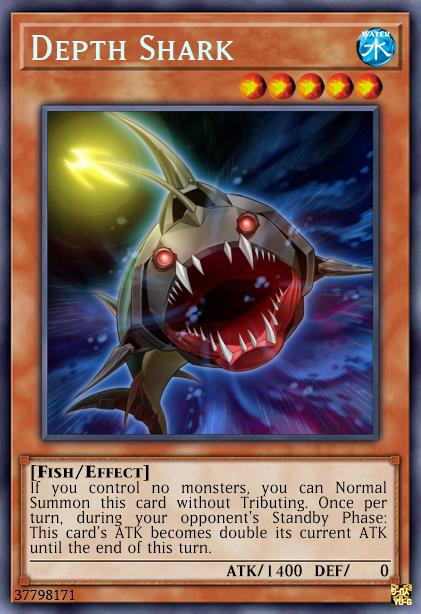 Depth Shark
WATER
水
[Fish/Effect]
If you control no monsters, you can Normal
Summon this card without Tributing. Once per
turn, during your opponent's Standby Phase:
This card's ATK becomes double its current ATK
until the end of this turn.
ATK/1400 DEF/ 0
37798171